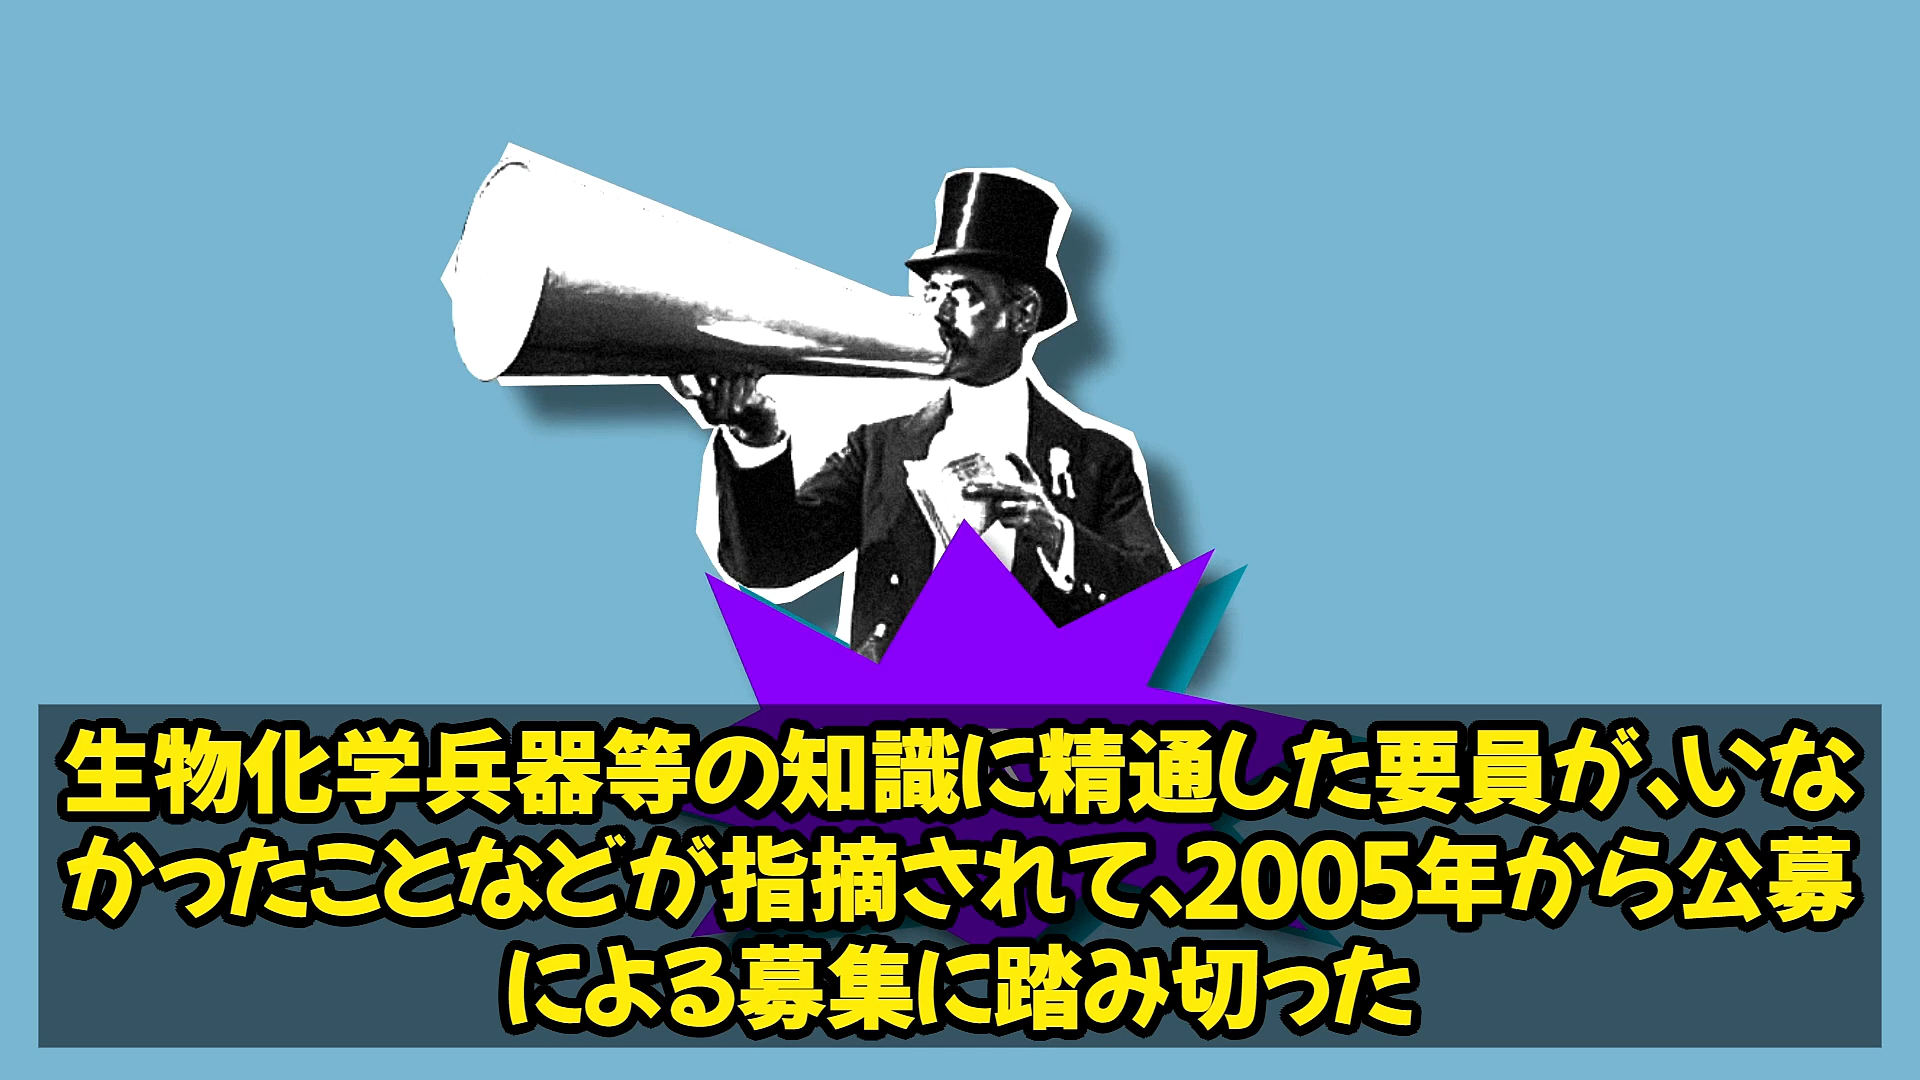 生物化学兵器等の知識に精通した要員が、いな
かったことなどが指摘されて、2005年から公募
による募集に踏み切った